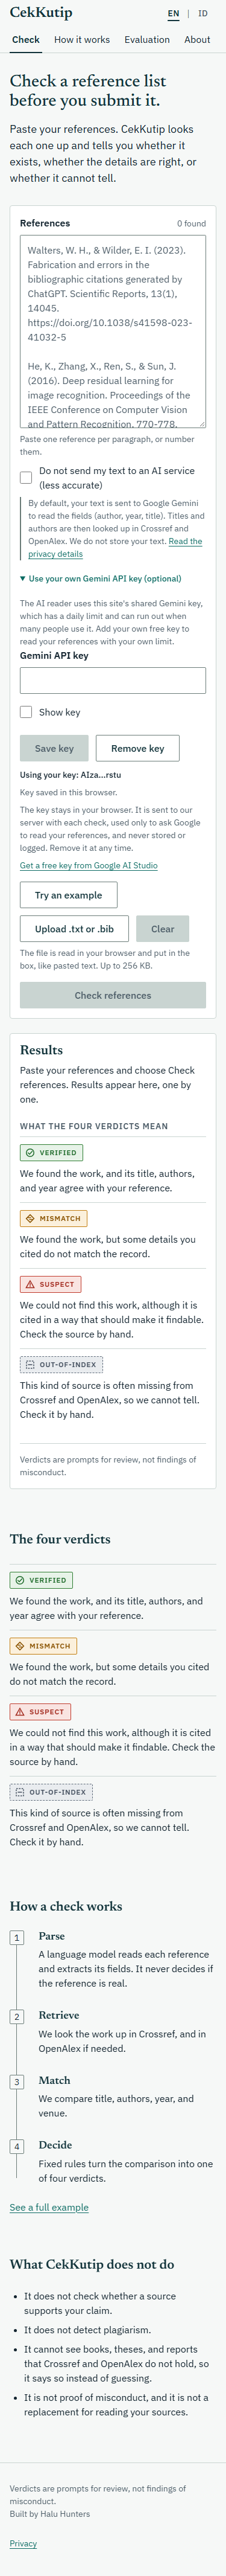 CekKutip
EN | ID
Check How it works Evaluation About
Check a reference list
before you submit it.
Paste your references. CekKutip looks
each one up and tells you whether it
exists, whether the details are right, or
whether it cannot tell.
References 0 found
Walters, W. H., & Wilder, E. I. (2023).
Fabrication and errors in the
bibliographic citations generated by
ChatGPT. Scientific Reports, 13(1),
14045.
https://doi.org/10.1038/s41598-023-
41032-5
He, K., Zhang, X., Ren, S., & Sun, J.
(2016). Deep residual learning for
image recognition. Proceedings of the
IEEE Conference on Computer Vision
and Pattern Recognition, 770-778.
Paste one reference per paragraph, or number
them.
Do not send my text to an AI service
(less accurate)
By default, your text is sent to Google Gemini
to read the fields (author, year, title). Titles and
authors are then looked up in Crossref and
OpenAlex. We do not store your text. Read the
privacy details
▼ Use your own Gemini API key (optional)
The AI reader uses this site's shared Gemini key,
which has a daily limit and can run out when
many people use it. Add your own free key to
read your references with your own limit.
Gemini API key
Show key
Save key Remove key
Using your key: AIza...rstu
Key saved in this browser.
The key stays in your browser. It is sent to our
server with each check, used only to ask Google
to read your references, and never stored or
logged. Remove it at any time.
Get a free key from Google AI Studio
Try an example
Upload .txt or .bib Clear
The file is read in your browser and put in the
box, like pasted text. Up to 256 KB.
Check references
Results
Paste your references and choose Check
references. Results appear here, one by
one.
WHAT THE FOUR VERDICTS MEAN
VERIFIED
We found the work, and its title, authors,
and year agree with your reference.
MISMATCH
We found the work, but some details you
cited do not match the record.
SUSPECT
We could not find this work, although it is
cited in a way that should make it findable.
Check the source by hand.
OUT-OF-INDEX
This kind of source is often missing from
Crossref and OpenAlex, so we cannot tell.
Check it by hand.
Verdicts are prompts for review, not findings of
misconduct.
The four verdicts
VERIFIED
We found the work, and its title, authors, and
year agree with your reference.
MISMATCH
We found the work, but some details you cited
do not match the record.
SUSPECT
We could not find this work, although it is cited
in a way that should make it findable. Check the
source by hand.
OUT-OF-INDEX
This kind of source is often missing from
Crossref and OpenAlex, so we cannot tell.
Check it by hand.
How a check works
1 Parse
A language model reads each reference
and extracts its fields. It never decides if
the reference is real.
2 Retrieve
We look the work up in Crossref, and in
OpenAlex if needed.
3 Match
We compare title, authors, year, and
venue.
4 Decide
Fixed rules turn the comparison into one
of four verdicts.
See a full example
What CekKutip does not do
• It does not check whether a source
supports your claim.
• It does not detect plagiarism.
• It cannot see books, theses, and reports
that Crossref and OpenAlex do not hold, so
it says so instead of guessing.
• It is not proof of misconduct, and it is not a
replacement for reading your sources.
Verdicts are prompts for review, not findings of
misconduct.
Built by Halu Hunters
Privacy